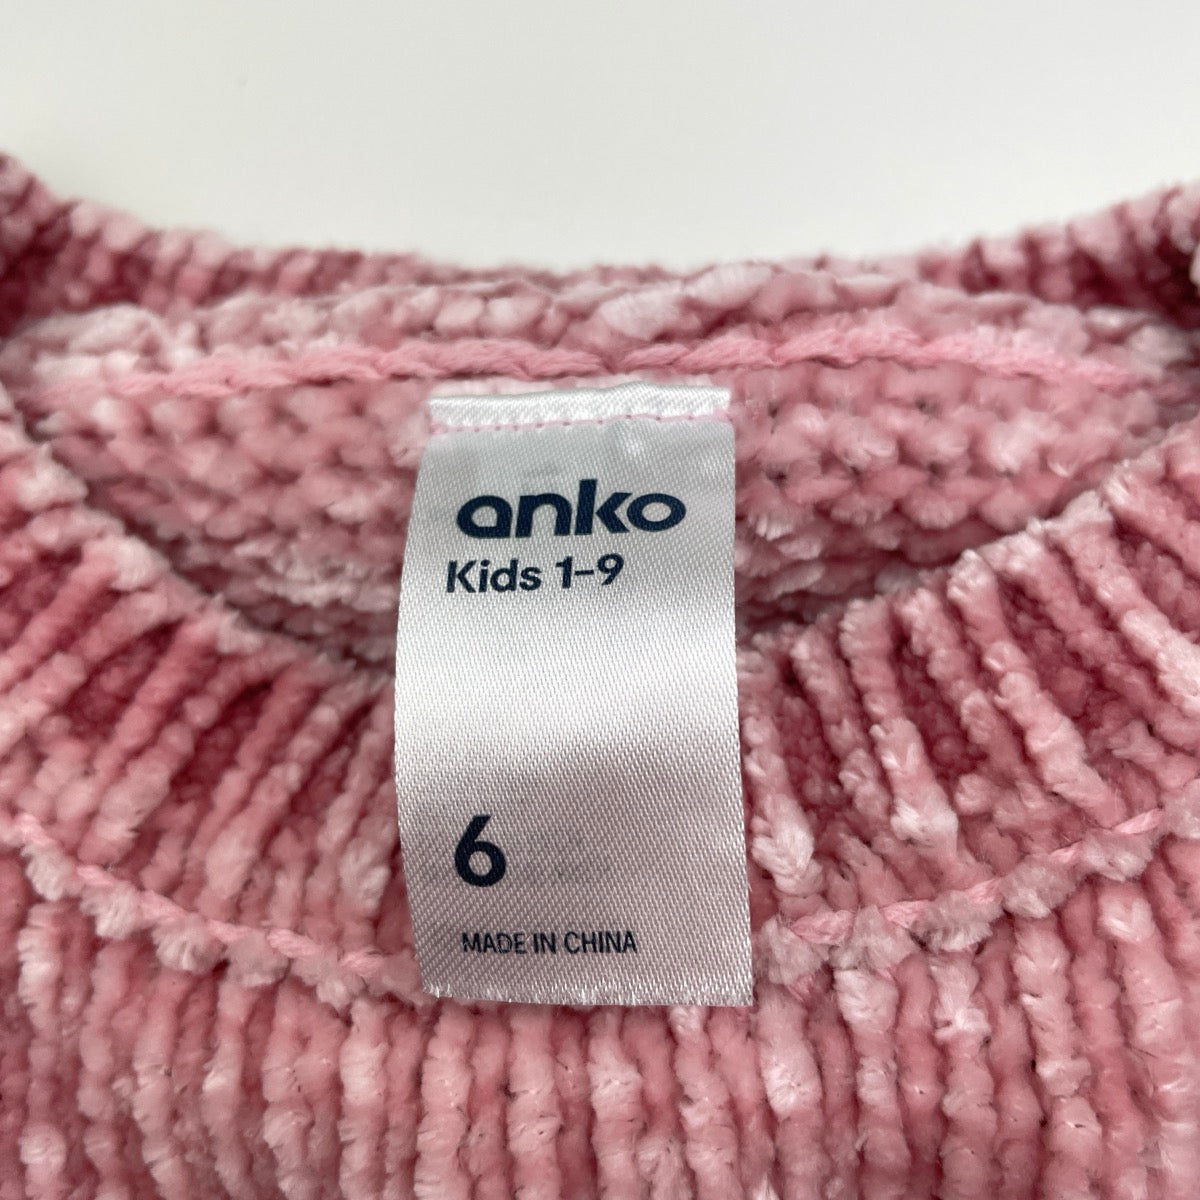 anko
Kids 1-9
6
MADE IN CHINA